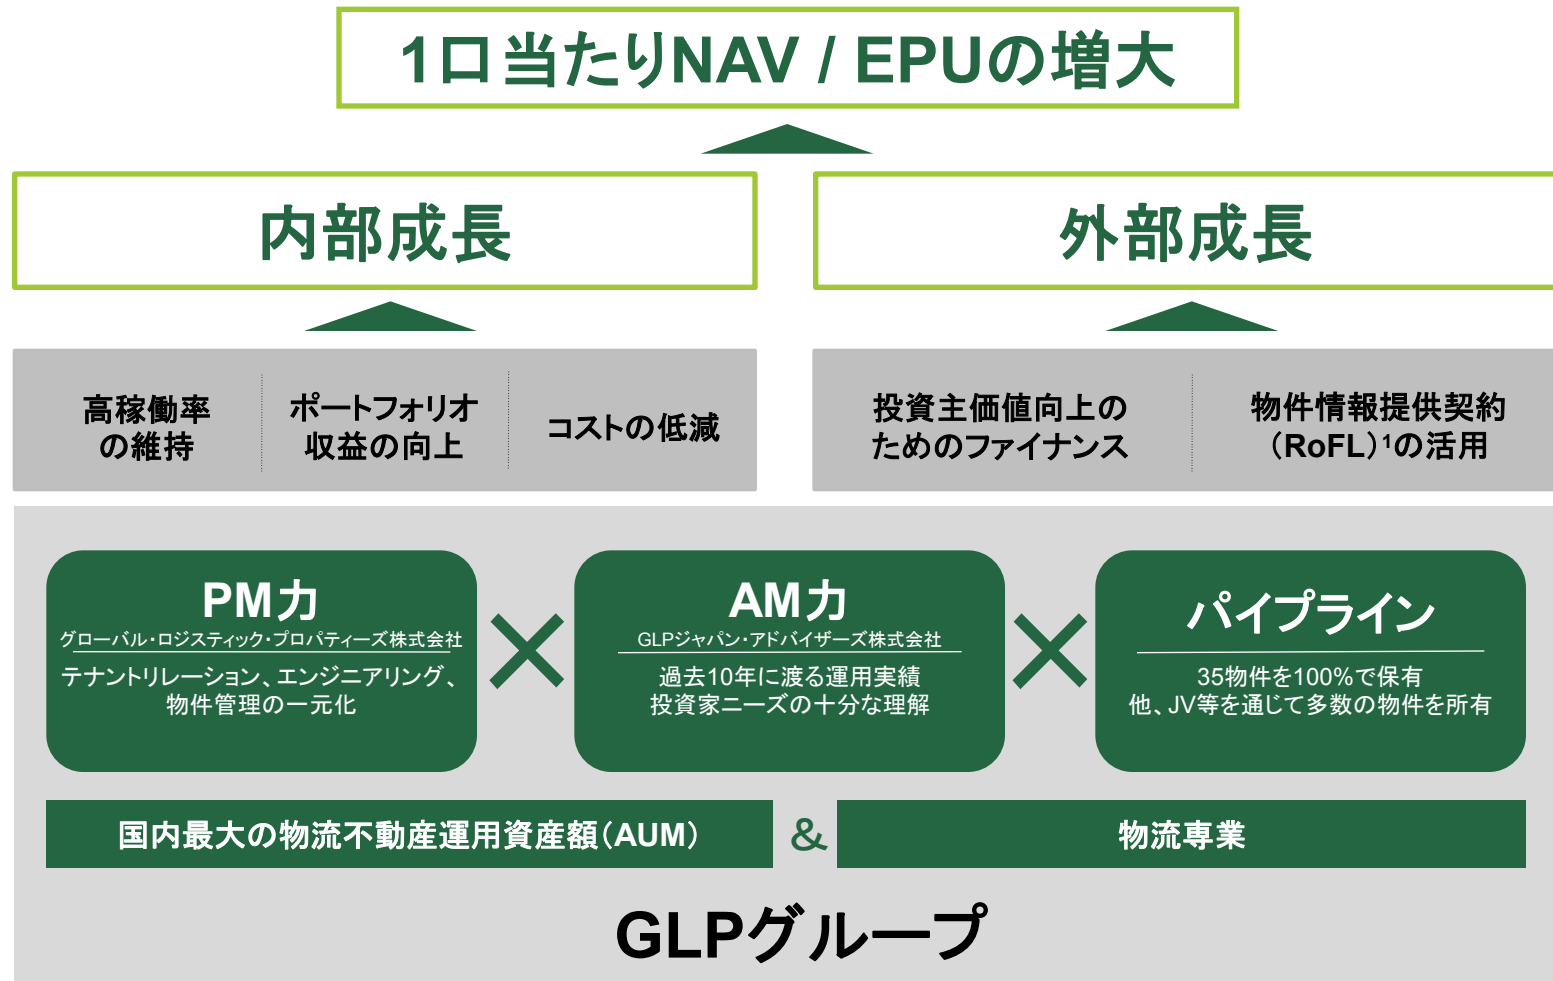 1口当たりNAV / EPUの増大
内部成長
外部成長
高稼働率
の維持
ポートフォリオ
収益の向上
コストの低減
投資主価値向上の
ためのファイナンス
物件情報提供契約
（RoFL）¹の活用
PM力
グローバル・ロジスティック・プロパティーズ株式会社
テナントリレーション、エンジニアリング、
物件管理の一元化
×
AM力
GLPジャパン・アドバイザーズ株式会社
過去10年に渡る運用実績
投資家ニーズの十分な理解
×
パイプライン
35物件を100%で保有
他、JV等を通じて多数の物件を所有
国内最大の物流不動産運用資産額（AUM）
&
物流専業
GLPグループ